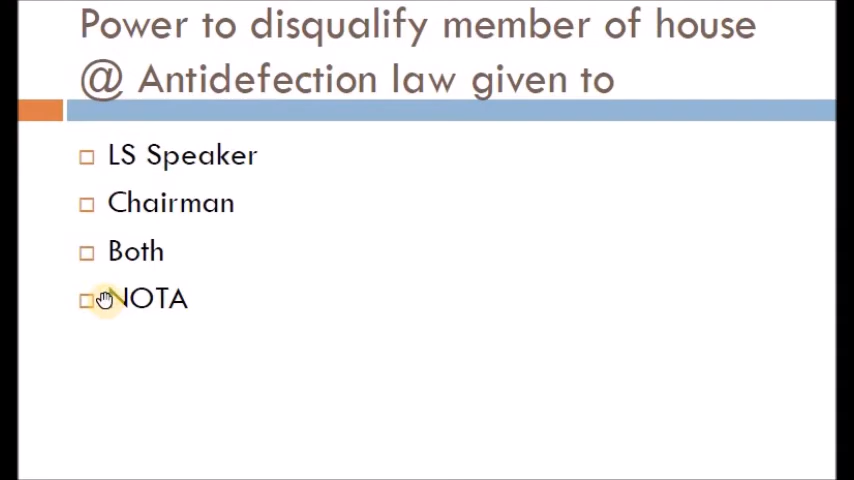 Power to disqualify member of house
@ Antidefection law given to
LS Speaker
Chairman
Both
NOTA